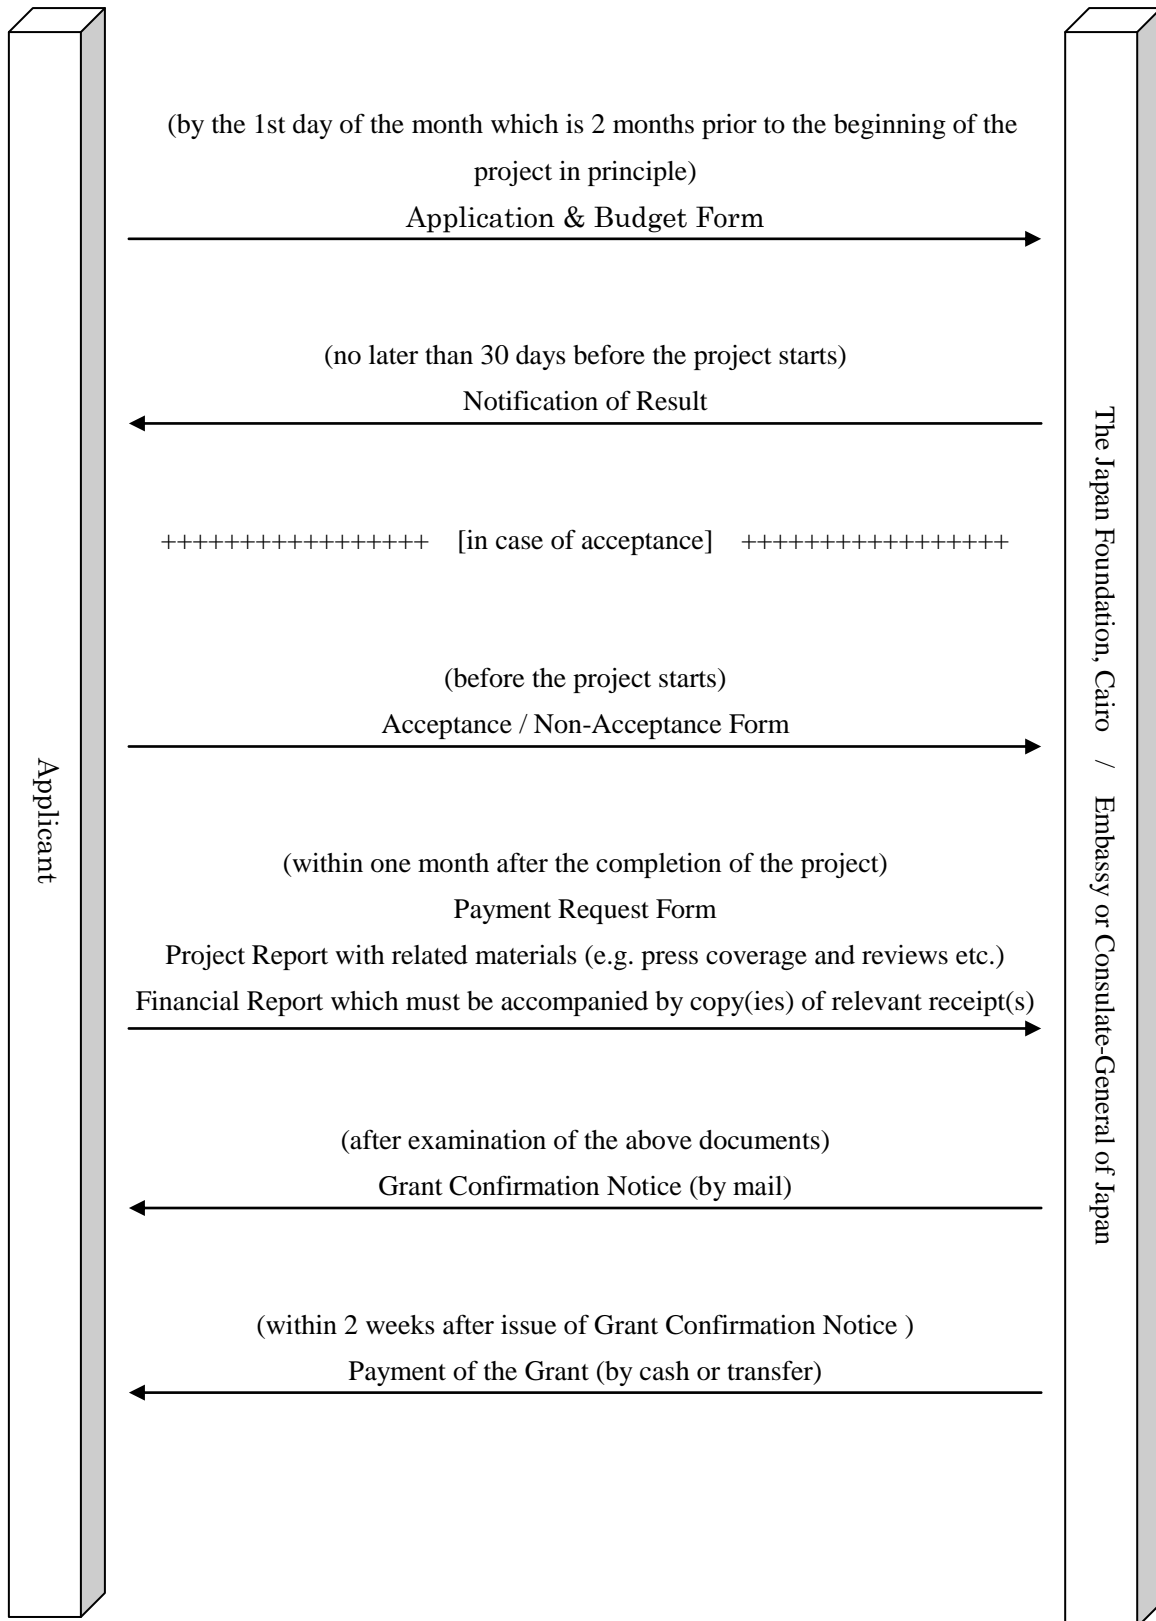 (by the 1st day of the month which is 2 months prior to the beginning of the
project in principle)
Application & Budget Form
(no later than 30 days before the project starts)
Notification of Result
+++++++++++++++++ [in case of acceptance] +++++++++++++++++
(before the project starts)
Acceptance / Non-Acceptance Form
(within one month after the completion of the project)
Payment Request Form
Project Report with related materials (e.g. press coverage and reviews etc.)
Financial Report which must be accompanied by copy(ies) of relevant receipt(s)
(after examination of the above documents)
Grant Confirmation Notice (by mail)
(within 2 weeks after issue of Grant Confirmation Notice )
Payment of the Grant (by cash or transfer)
Applicant
The Japan Foundation, Cairo / Embassy or Consulate-General of Japan